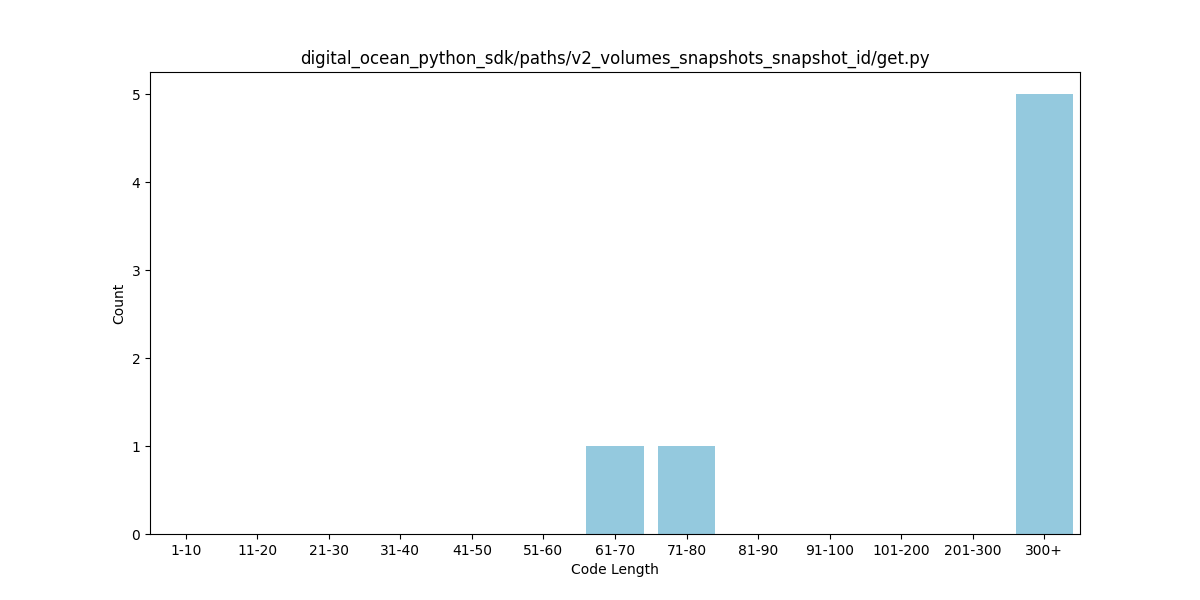 digital_ocean_python_sdk/paths/v2_volumes_snapshots_snapshot_id/get.py
5
4
3
2
1
0
Count
1-10 11-20 21-30 31-40 41-50 51-60 61-70 71-80 81-90 91-100 101-200 201-300 300+
Code Length